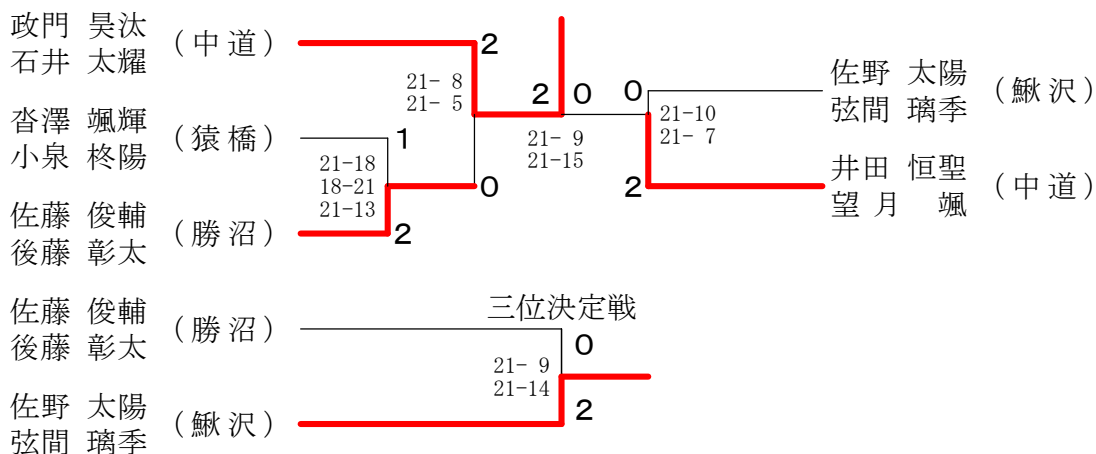 政門 昊汰
石井 太耀
(中道)
2
21- 8
21- 5
沓澤 颯輝
小泉 柊陽
(猿橋)
1
21-18
18-21
21-13
0
佐藤 俊輔
後藤 彰太
(勝沼)
2
2 0
21- 9
21-15
0
21-10
21- 7
2
佐野 太陽
弦間 璃季
(鰍沢)
井田 恒聖
望月 颯
(中道)
佐藤 俊輔
後藤 彰太
(勝沼)
三位決定戦
0
21- 9
21-14
2
佐野 太陽
弦間 璃季
(鰍沢)